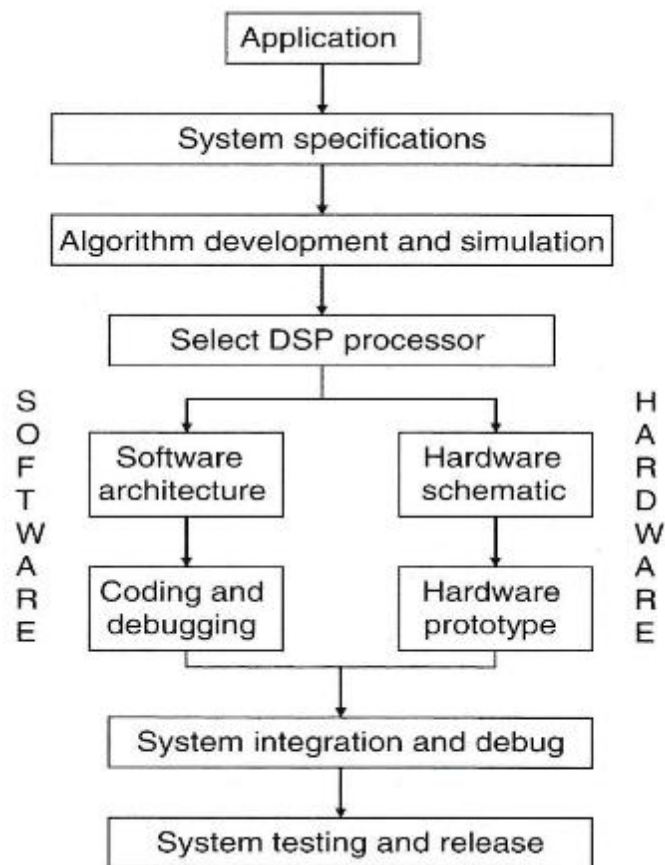 Application
System specifications
Algorithm development and simulation
Select DSP processor
SOFTWARE
Software
architecture
Hardware
schematic
HARDWARE
Coding and
debugging
Hardware
prototype
System integration and debug
System testing and release